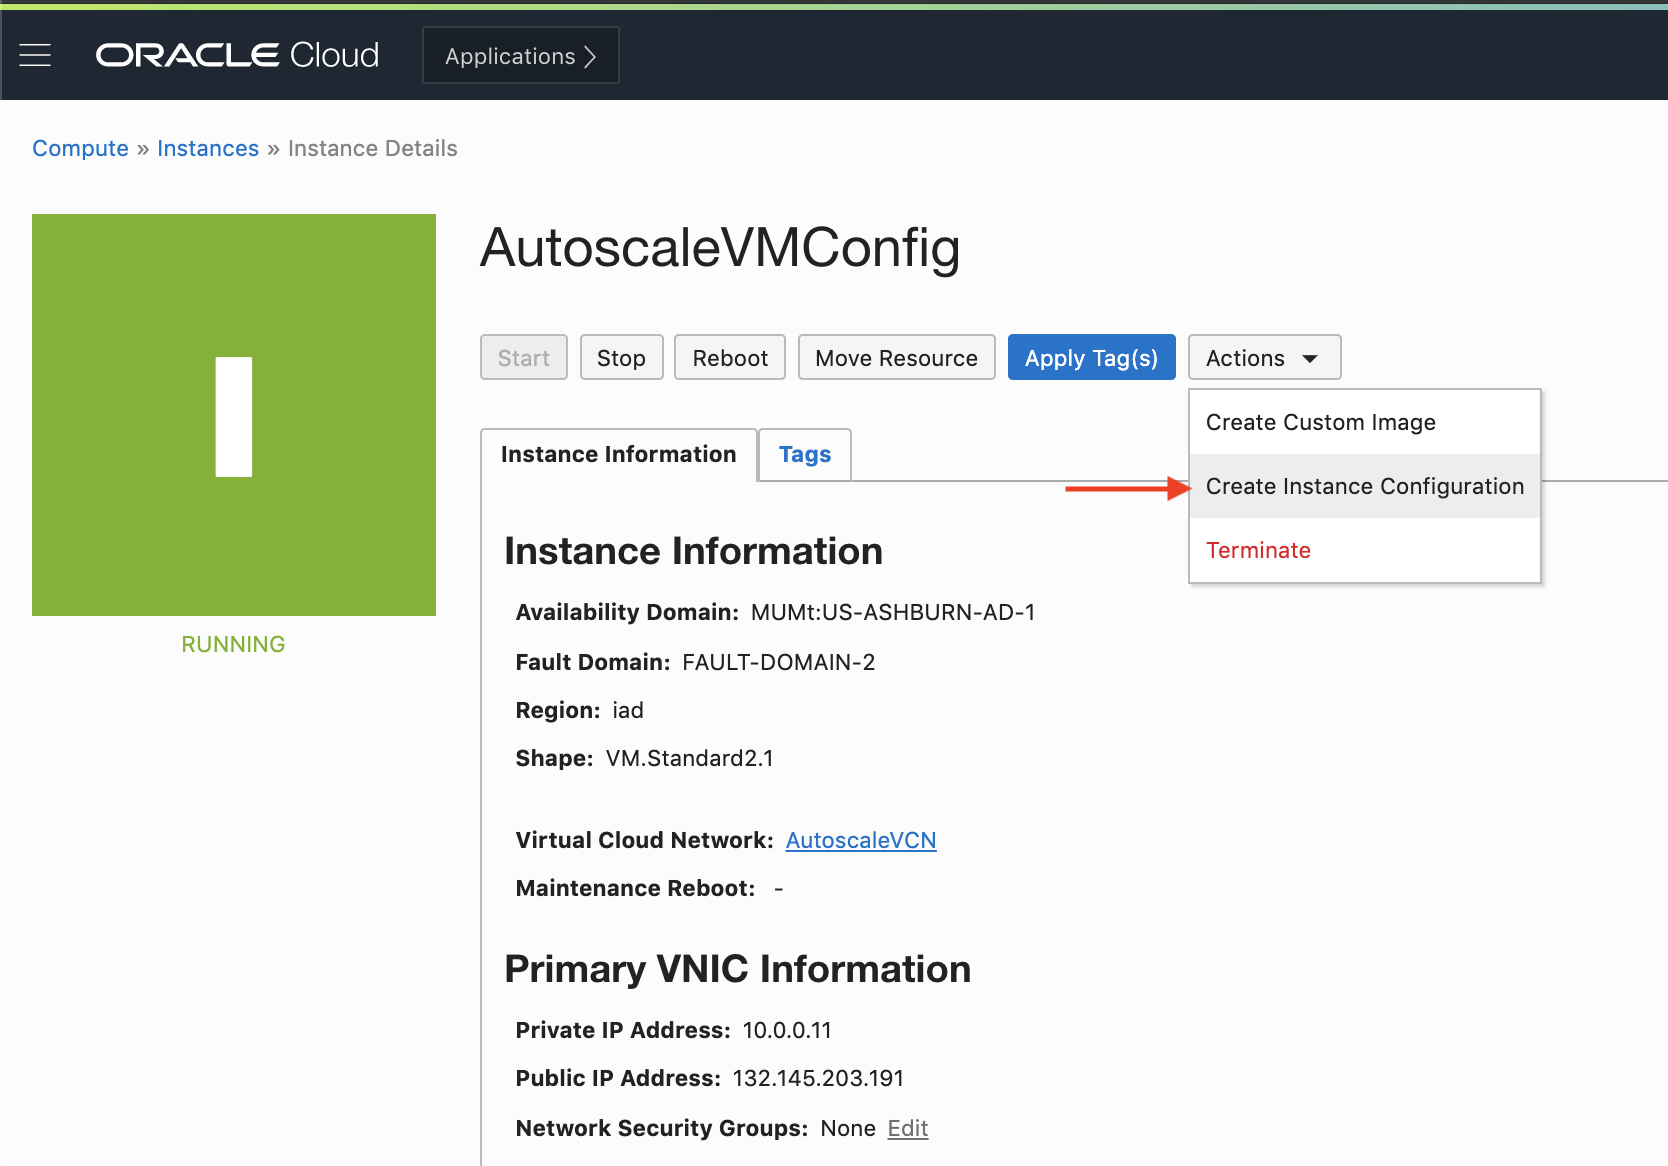 ORACLE Cloud
Applications
Compute » Instances » Instance Details
AutoscaleVMConfig
Start
Stop
Reboot
Move Resource
Apply Tag(s)
Actions
Create Custom Image
Create Instance Configuration
Terminate
I
RUNNING
Instance Information
Tags
Instance Information
Availability Domain: MUMt:US-ASHBURN-AD-1
Fault Domain: FAULT-DOMAIN-2
Region: iad
Shape: VM.Standard2.1
Virtual Cloud Network: AutoscaleVCN
Maintenance Reboot: -
Primary VNIC Information
Private IP Address: 10.0.0.11
Public IP Address: 132.145.203.191
Network Security Groups: None Edit